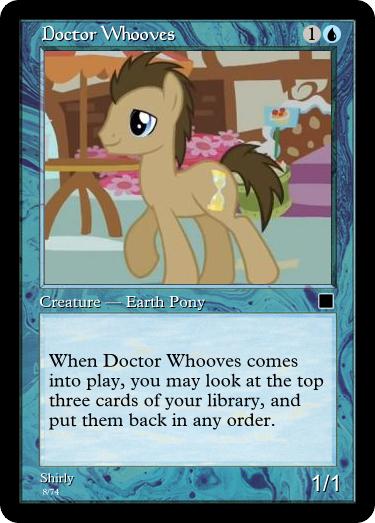 Doctor Whooves 1
Creature — Earth Pony
When Doctor Whooves comes
into play, you may look at the top
three cards of your library, and
put them back in any order.
Shirly
8/74
1/1